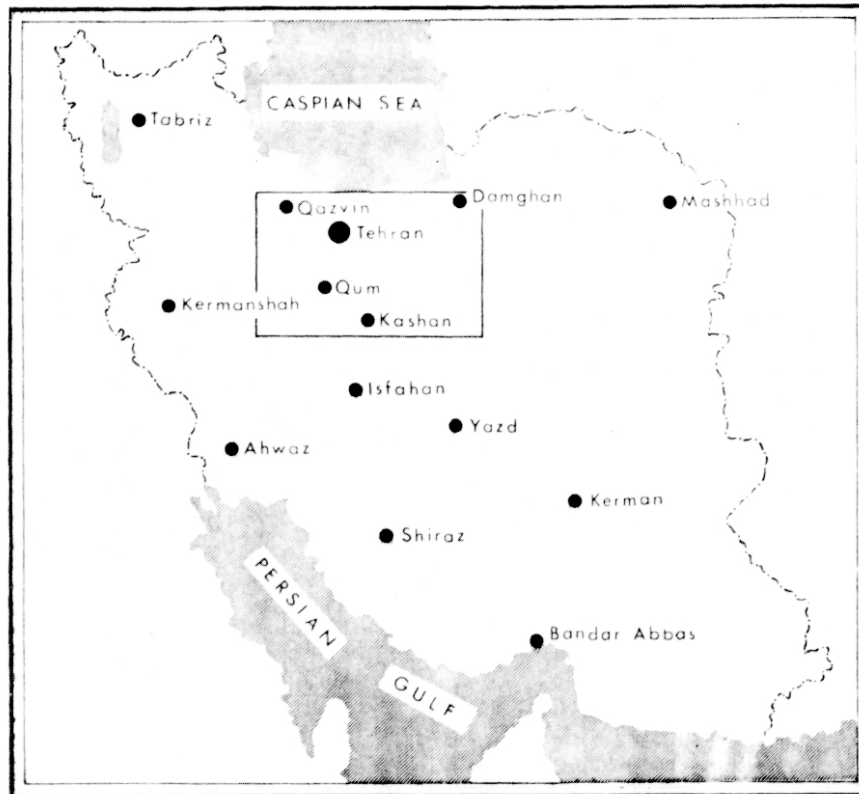 CASPIAN SEA
Tabriz
Damghan
Mashhad
Qazvin
Tehran
Qum
Kermanshah
Kashan
Isfahan
Yazd
Ahwaz
Kerman
Shiraz
PERSIAN
Bandar Abbas
GULF